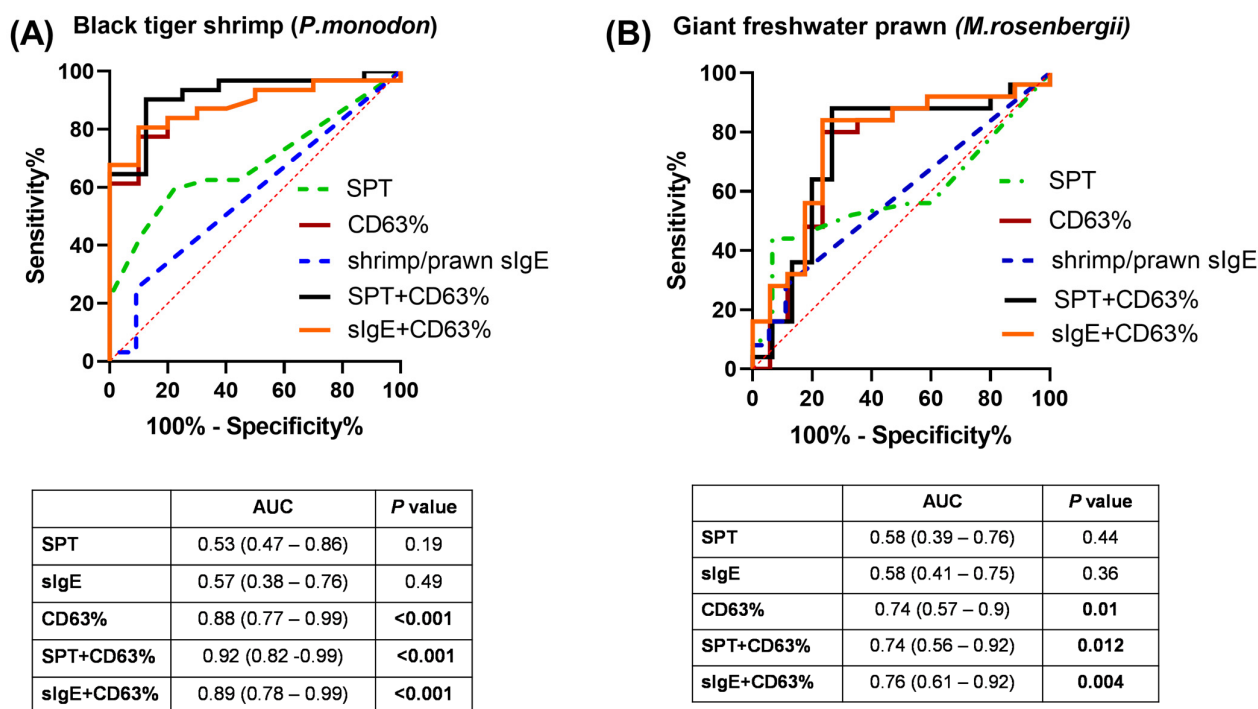 (A) Black tiger shrimp (P.monodon)
100
80
60
40
20
0
0 20 40 60 80 100
Sensitivity%
100% - Specificity%
SPT
CD63%
shrimp/prawn sIgE
SPT+CD63%
sIgE+CD63%
(B) Giant freshwater prawn (M.rosenbergii)
100
80
60
40
20
0
0 20 40 60 80 100
Sensitivity%
100% - Specificity%
SPT
CD63%
shrimp/prawn sIgE
SPT+CD63%
sIgE+CD63%
AUC P value
SPT 0.53 (0.47 – 0.86) 0.19
sIgE 0.57 (0.38 – 0.76) 0.49
CD63% 0.88 (0.77 – 0.99) <0.001
SPT+CD63% 0.92 (0.82 -0.99) <0.001
sIgE+CD63% 0.89 (0.78 – 0.99) <0.001
AUC P value
SPT 0.58 (0.39 – 0.76) 0.44
sIgE 0.58 (0.41 – 0.75) 0.36
CD63% 0.74 (0.57 – 0.9) 0.01
SPT+CD63% 0.74 (0.56 – 0.92) 0.012
sIgE+CD63% 0.76 (0.61 – 0.92) 0.004